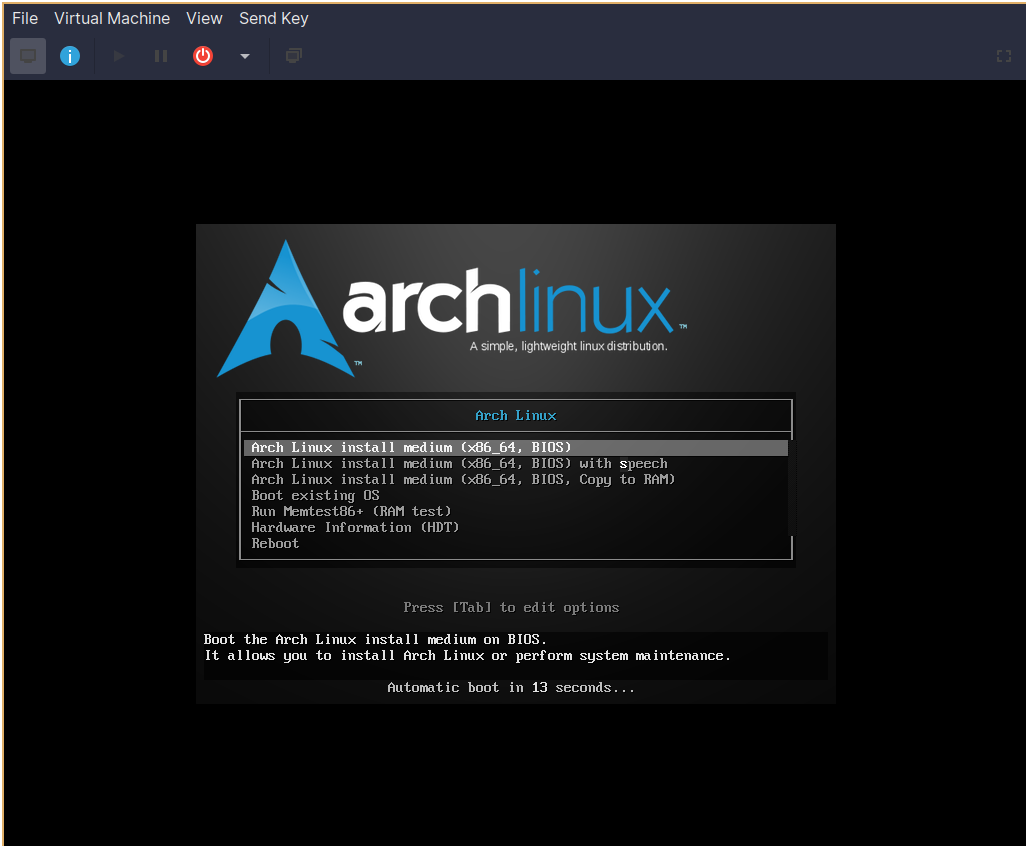 File Virtual Machine View Send Key
archlinux ™
A simple, lightweight linux distribution.
™
Arch Linux
Arch Linux install medium (x86_64, BIOS)
Arch Linux install medium (x86_64, BIOS) with speech
Arch Linux install medium (x86_64, BIOS, Copy to RAM)
Boot existing OS
Run Memtest86+ (RAM test)
Hardware Information (HDT)
Reboot
Press [Tab] to edit options
Boot the Arch Linux install medium on BIOS.
It allows you to install Arch Linux or perform system maintenance.
Automatic boot in 13 seconds...